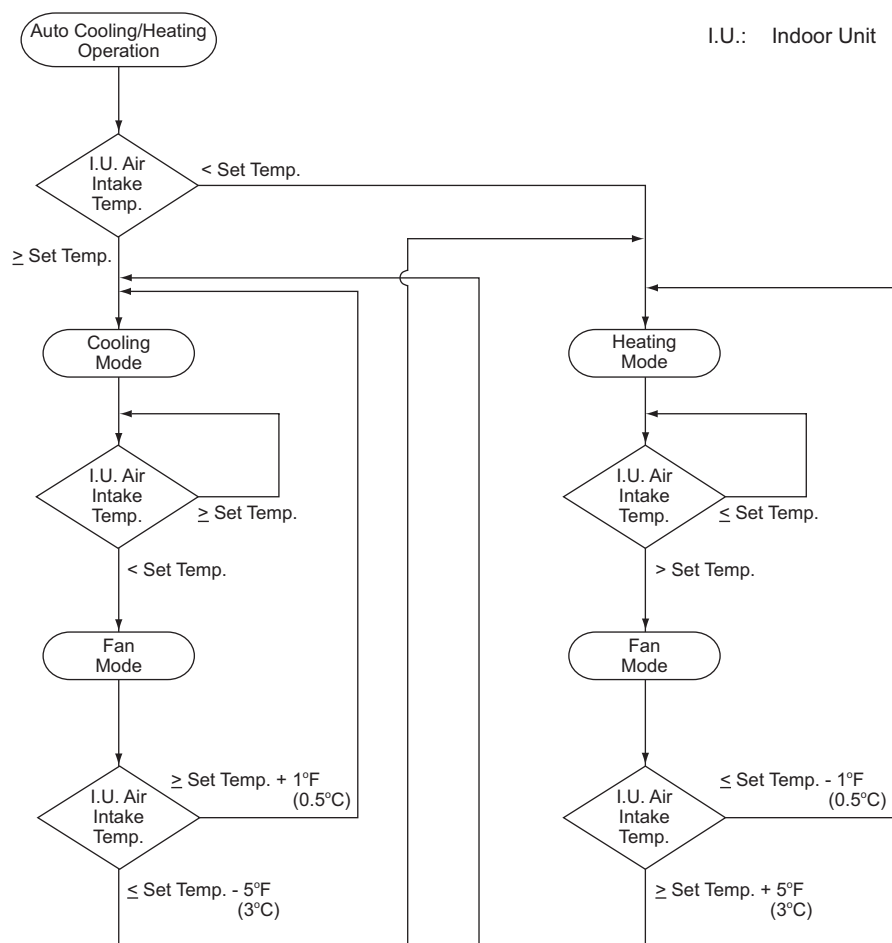 Auto Cooling/Heating
Operation
I.U.: Indoor Unit
I.U. Air
Intake
Temp.
< Set Temp.
≥ Set Temp.
Cooling
Mode
Heating
Mode
I.U. Air
Intake
Temp.
≥ Set Temp.
< Set Temp.
I.U. Air
Intake
Temp.
≤ Set Temp.
> Set Temp.
Fan
Mode
Fan
Mode
I.U. Air
Intake
Temp.
≥ Set Temp. + 1°F
(0.5°C)
≤ Set Temp. - 5°F
(3°C)
I.U. Air
Intake
Temp.
≤ Set Temp. - 1°F
(0.5°C)
≥ Set Temp. + 5°F
(3°C)